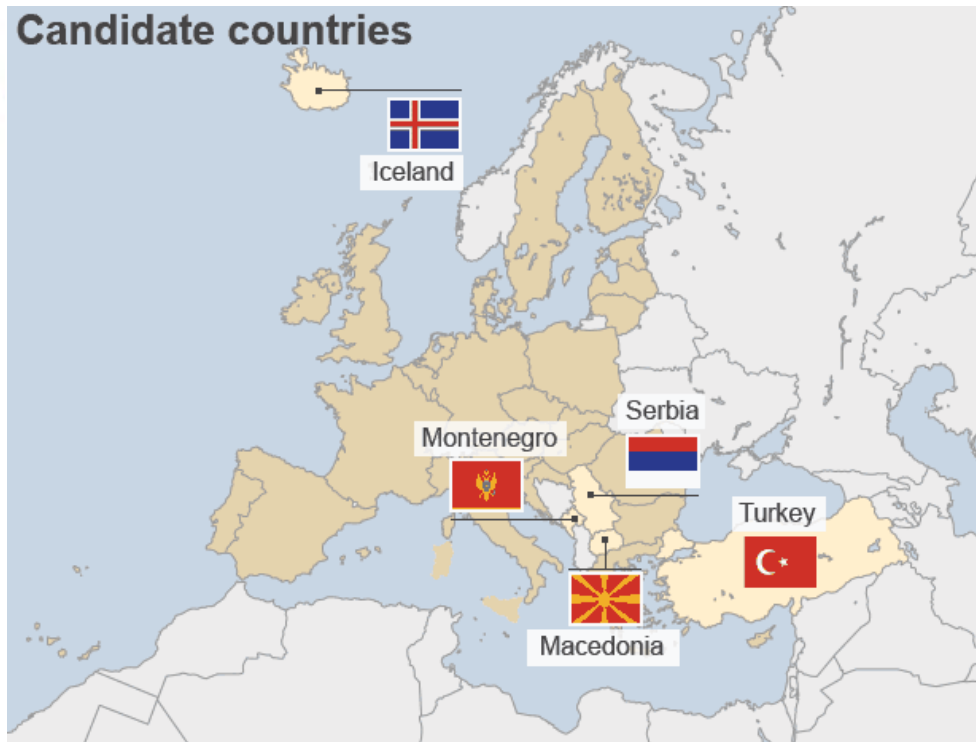 Candidate countries
Iceland
Serbia
Montenegro
Turkey
Macedonia